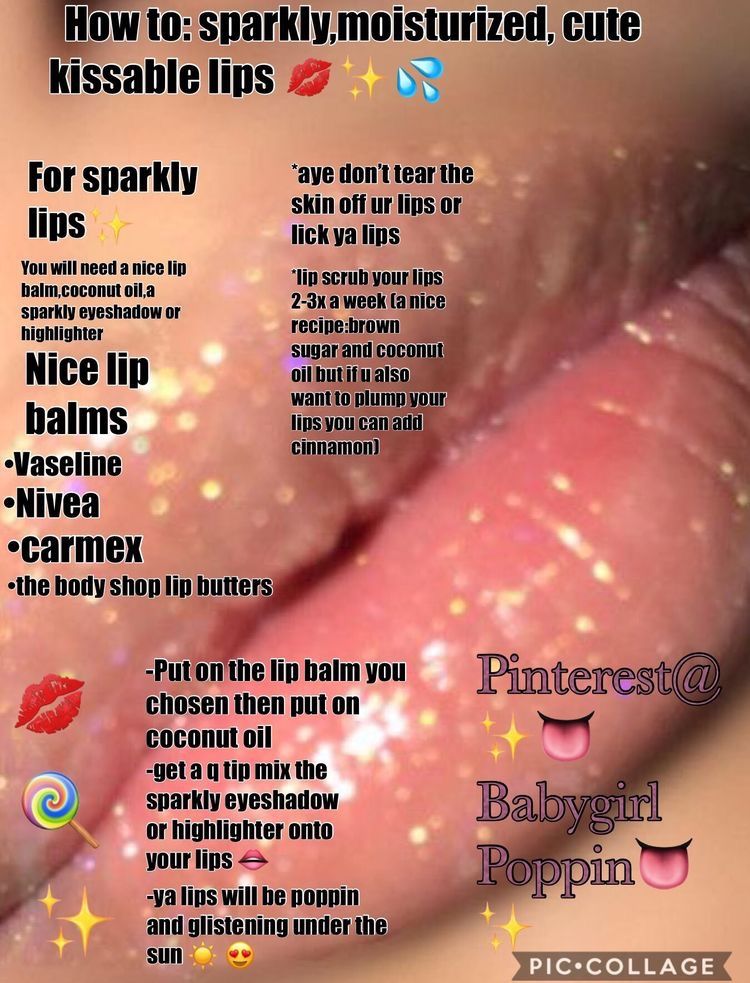 How to: sparkly,moisturized, cute
kissable lips 💋✨💦
For sparkly
lips✨
You will need a nice lip
balm,coconut oil,a
sparkly eyeshadow or
highlighter
Nice lip
balms
•Vaseline
•Nivea
•carmex
•the body shop lip butters
*aye don't tear the
skin off ur lips or
lick ya lips
*lip scrub your lips
2-3x a week (a nice
recipe:brown
sugar and coconut
oil but if u also
want to plump your
lips you can add
cinnamon)
-Put on the lip balm you
chosen then put on
coconut oil
-get a q tip mix the
sparkly eyeshadow
or highlighter onto
your lips 👄
-ya lips will be poppin
and glistening under the
sun ☀️ 😍
Pinterest@
✨👅
Babygirl
Poppin👅
✨
PIC•COLLAGE